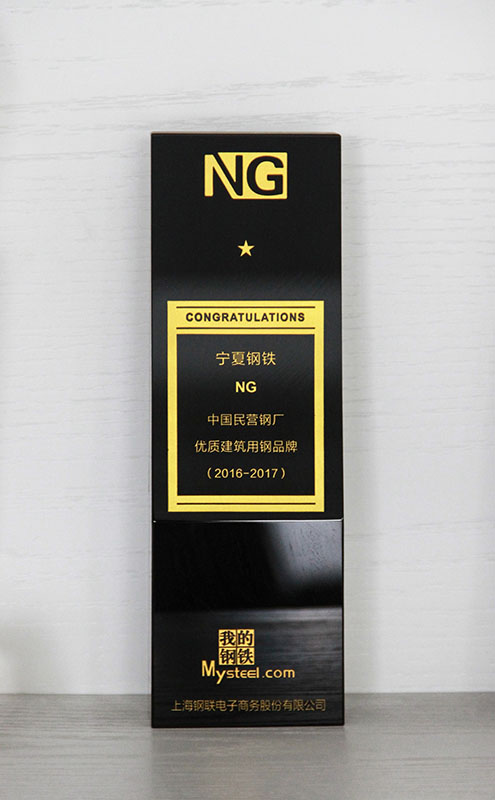 NG
CONGRATULATIONS
宁夏钢铁
NG
中国民营钢厂
优质建筑用钢品牌
（2016-2017）
我的
钢铁
Mysteel.com
上海钢联电子商务股份有限公司